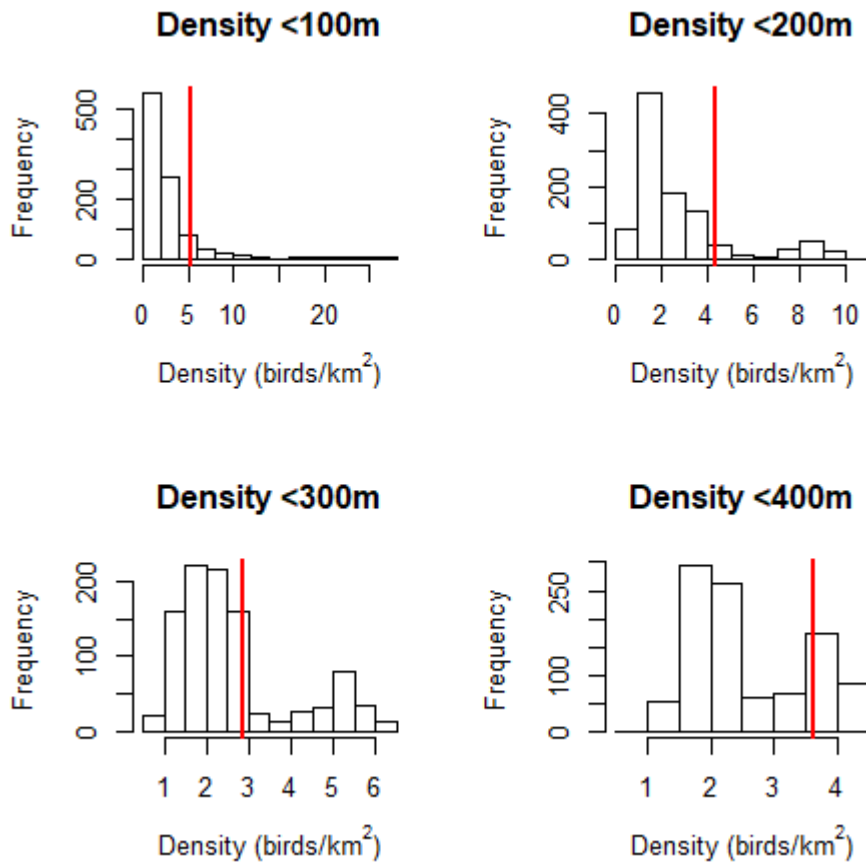 Density <100m
Frequency
0 200 500
0 5 10 20
Density (birds/km²)
Density <200m
Frequency
0 200 400
0 2 4 6 8 10
Density (birds/km²)
Density <300m
Frequency
0 100 200
1 2 3 4 5 6
Density (birds/km²)
Density <400m
Frequency
0 100 250
1 2 3 4
Density (birds/km²)